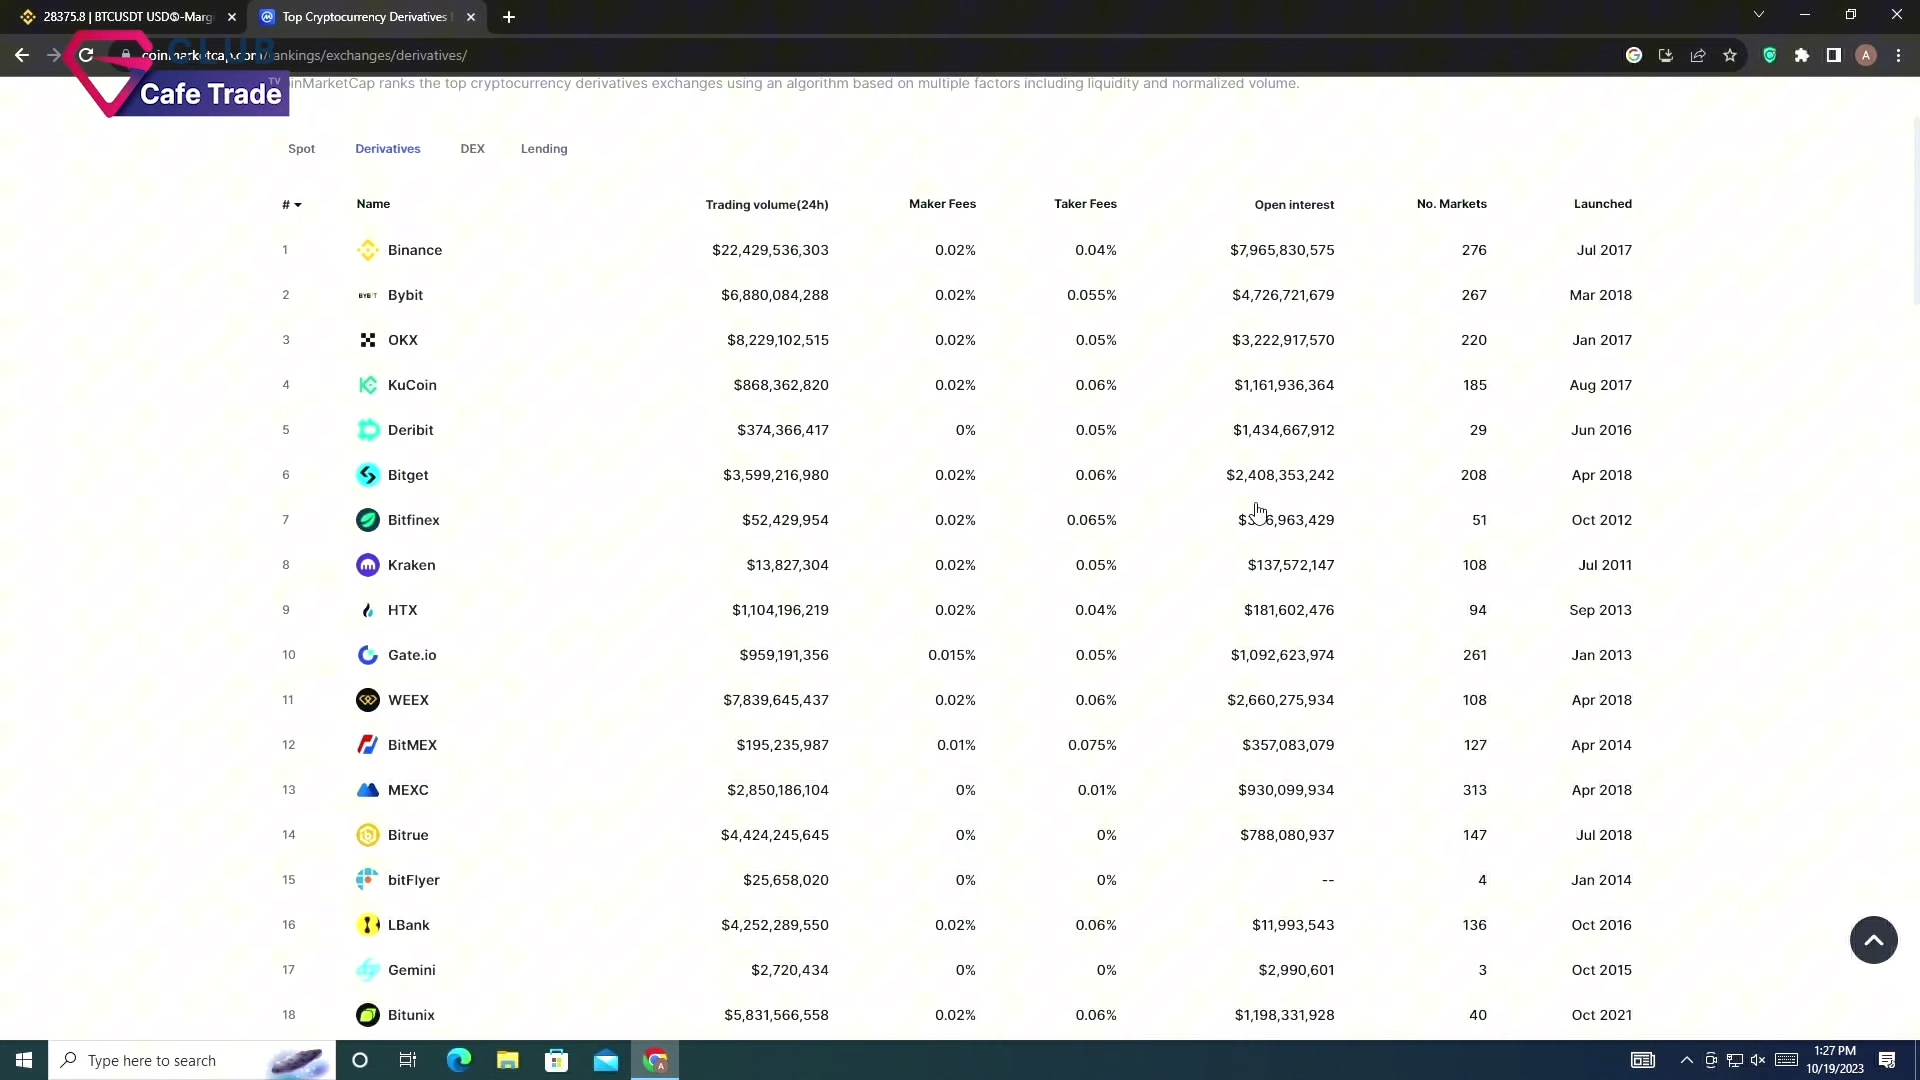 28375.8 | BTCUSDT USD⊕-Marg
Top Cryptocurrency Derivatives
coinmarketcap.com/rankings/exchanges/derivatives/
CLUB
Cafe Trade TV
CoinMarketCap ranks the top cryptocurrency derivatives exchanges using an algorithm based on multiple factors including liquidity and normalized volume.
Spot Derivatives DEX Lending
# Name Trading volume(24h) Maker Fees Taker Fees Open interest No. Markets Launched
1 Binance $22,429,536,303 0.02% 0.04% $7,965,830,575 276 Jul 2017
2 Bybit $6,880,084,288 0.02% 0.055% $4,726,721,679 267 Mar 2018
3 OKX $8,229,102,515 0.02% 0.05% $3,222,917,570 220 Jan 2017
4 KuCoin $868,362,820 0.02% 0.06% $1,161,936,364 185 Aug 2017
5 Deribit $374,366,417 0% 0.05% $1,434,667,912 29 Jun 2016
6 Bitget $3,599,216,980 0.02% 0.06% $2,408,353,242 208 Apr 2018
7 Bitfinex $52,429,954 0.02% 0.065% 51 Oct 2012
8 Kraken $13,827,304 0.02% 0.05% $137,572,147 108 Jul 2011
9 HTX $1,104,196,219 0.02% 0.04% $181,602,476 94 Sep 2013
10 Gate.io $959,191,356 0.015% 0.05% $1,092,623,974 261 Jan 2013
11 WEEX $7,839,645,437 0.02% 0.06% $2,660,275,934 108 Apr 2018
12 BitMEX $195,235,987 0.01% 0.075% $357,083,079 127 Apr 2014
13 MEXC $2,850,186,104 0% 0.01% $930,099,934 313 Apr 2018
14 Bitrue $4,424,245,645 0% 0% $788,080,937 147 Jul 2018
15 bitFlyer $25,658,020 0% 0% -- 4 Jan 2014
16 LBank $4,252,289,550 0.02% 0.06% $11,993,543 136 Oct 2016
17 Gemini $2,720,434 0% 0% $2,990,601 3 Oct 2015
18 Bitunix $5,831,566,558 0.02% 0.06% $1,198,331,928 40 Oct 2021
Type here to search
1:27 PM
10/19/2023